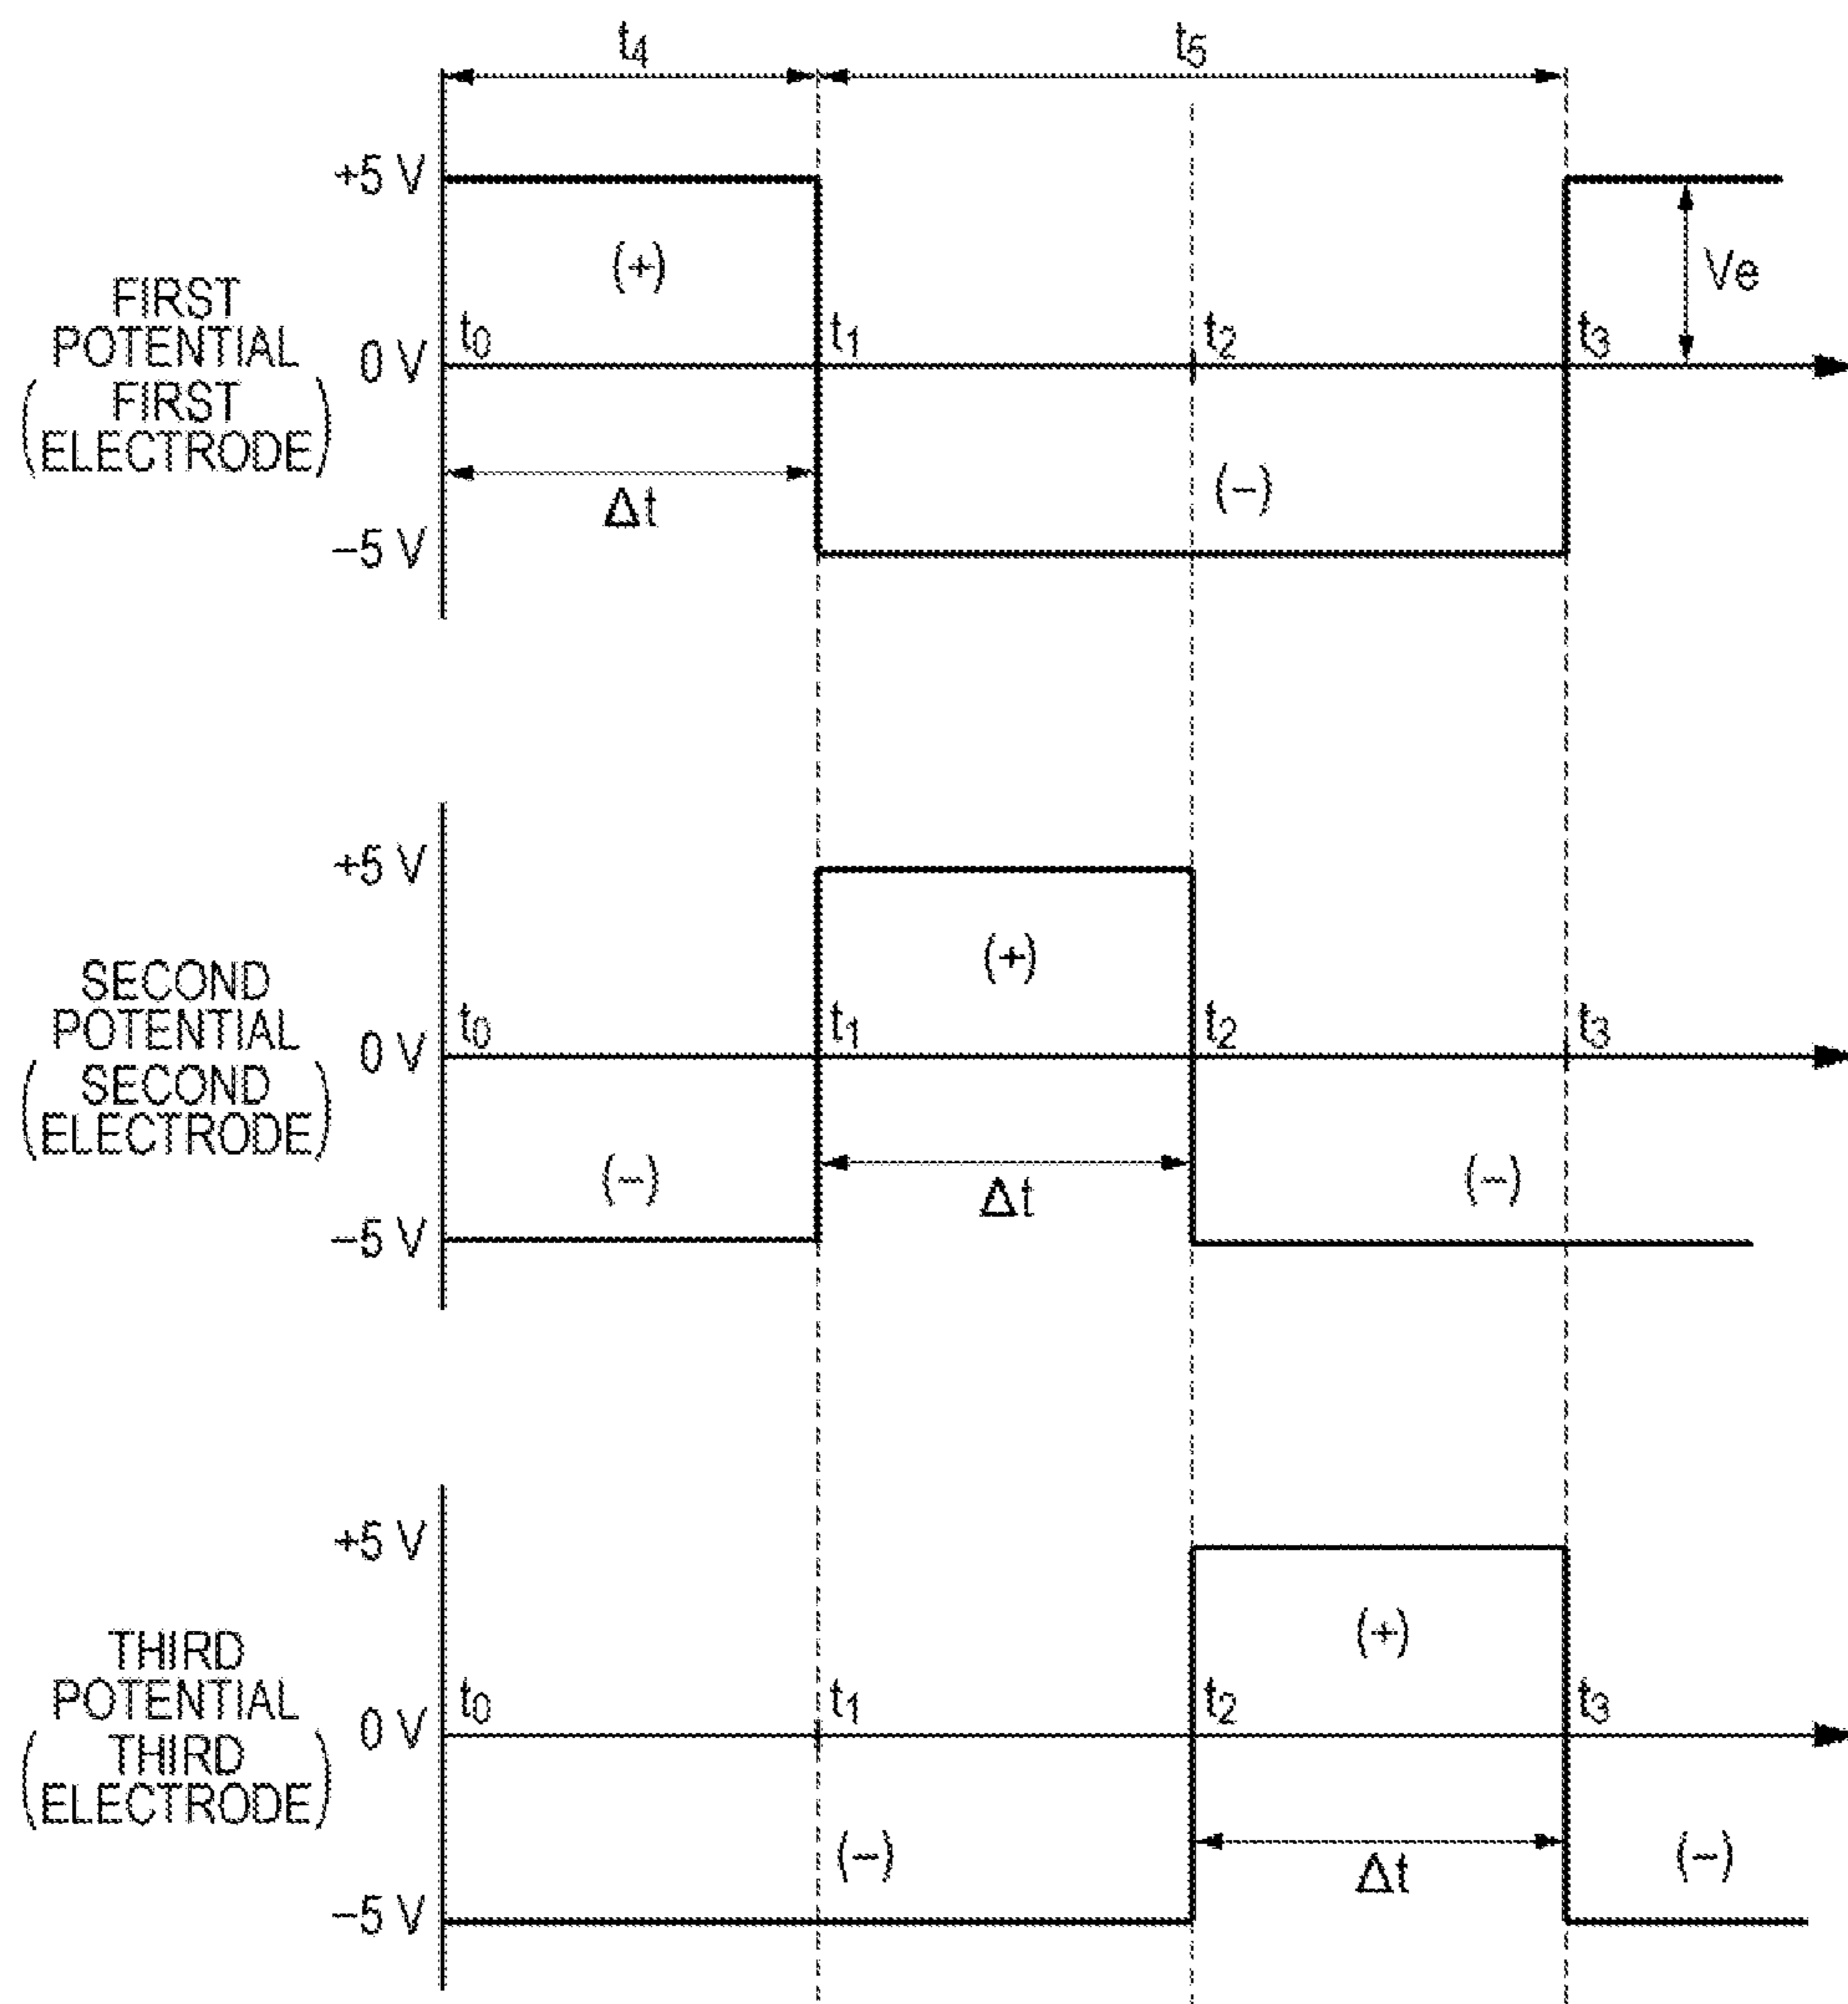 t4
t5
+5 V
(+)
Ve
FIRST
POTENTIAL
(FIRST
ELECTRODE)
t0
t1
t2
t3
0 V
Δt
(−)
−5 V
+5 V
(+)
SECOND
POTENTIAL
(SECOND
ELECTRODE)
t0
t1
t2
t3
0 V
(−)
Δt
(−)
−5 V
+5 V
(+)
THIRD
POTENTIAL
(THIRD
ELECTRODE)
t0
t1
t2
t3
0 V
(−)
Δt
(−)
−5 V